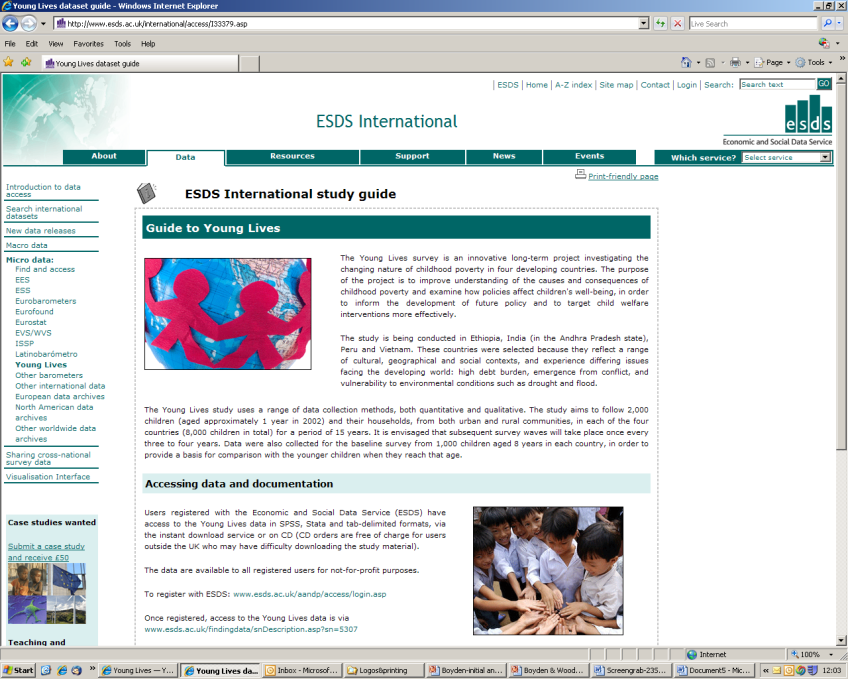 Young Lives dataset guide - Windows Internet Explorer
http://www.esds.ac.uk/international/access/I33379.asp
Live Search
File Edit View Favorites Tools Help
Young Lives dataset guide
Page Tools »
ESDS | Home | A-Z index | Site map | Contact | Login | Search: Search text GO
ESDS International
esds
Economic and Social Data Service
About Data Resources Support News Events Which service? Select service
Print-friendly page
Introduction to data
access
Search international
datasets
New data releases
Macro data
Micro data:
Find and access
EES
ESS
Eurobarometers
Eurofound
Eurostat
EVS/WVS
ISSP
Latinobarómetro
Young Lives
Other barometers
Other international data
European data archives
North American data
archives
Other worldwide data
archives
Sharing cross-national
survey data
Visualisation Interface
Case studies wanted
Submit a case study
and receive £50
Teaching and
ESDS International study guide
Guide to Young Lives
The Young Lives survey is an innovative long-term project investigating the
changing nature of childhood poverty in four developing countries. The purpose
of the project is to improve understanding of the causes and consequences of
childhood poverty and examine how policies affect children's well-being, in order
to inform the development of future policy and to target child welfare
interventions more effectively.
The study is being conducted in Ethiopia, India (in the Andhra Pradesh state),
Peru and Vietnam. These countries were selected because they reflect a range
of cultural, geographical and social contexts, and experience differing issues
facing the developing world: high debt burden, emergence from conflict, and
vulnerability to environmental conditions such as drought and flood.
The Young Lives study uses a range of data collection methods, both quantitative and qualitative. The study aims to follow 2,000
children (aged approximately 1 year in 2002) and their households, from both urban and rural communities, in each of the four
countries (8,000 children in total) for a period of 15 years. It is envisaged that subsequent survey waves will take place once every
three to four years. Data were also collected for the baseline survey from 1,000 children aged 8 years in each country, in order to
provide a basis for comparison with the younger children when they reach that age.
Accessing data and documentation
Users registered with the Economic and Social Data Service (ESDS) have
access to the Young Lives data in SPSS, Stata and tab-delimited formats, via
the instant download service or on CD (CD orders are free of charge for users
outside the UK who may have difficulty downloading the study material).
The data are available to all registered users for not-for-profit purposes.
To register with ESDS: www.esds.ac.uk/aandp/access/login.asp
Once registered, access to the Young Lives data is via
www.esds.ac.uk/findingdata/snDescription.asp?sn=5307
Internet 100%
Start » Young Lives — Y... Young Lives da... Inbox - Microsof... Logos&printing Boyden-initial an... Boyden & Wood... Screengrab-23S... Document5 - Mic... « 12:03